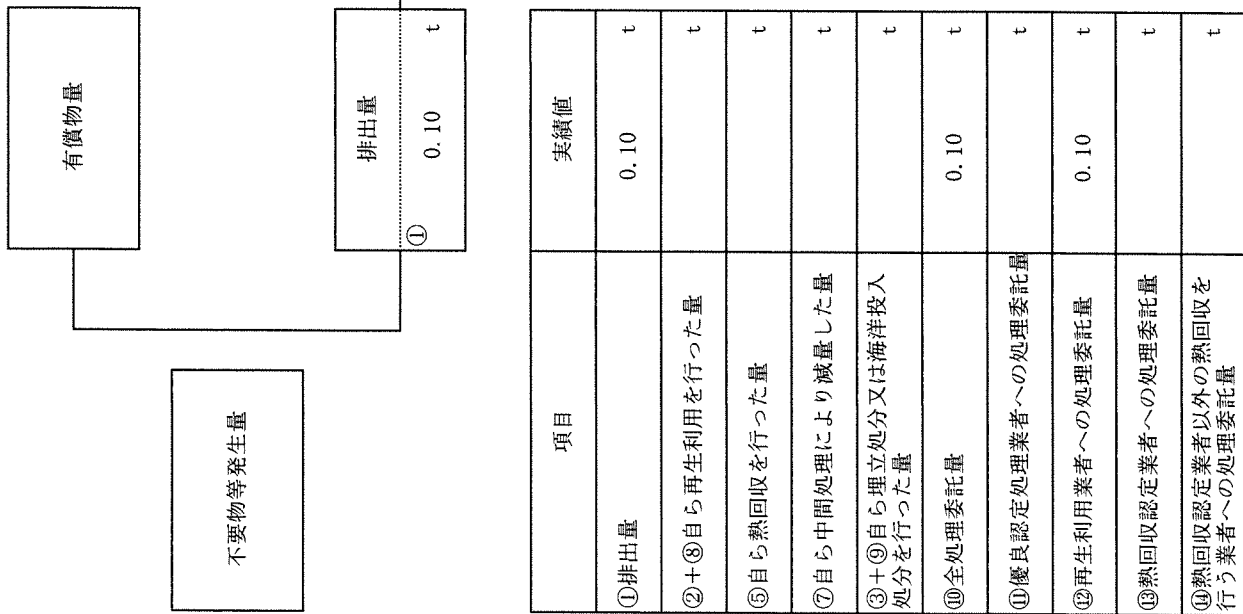 不要物等発生量
有償物量
排出量
① 0.10 t
項目 実績値
①排出量 0.10 t
②+⑧自ら再生利用を行った量 t
⑤自ら熱回収を行った量 t
⑦自ら中間処理により減量した量 t
③+⑨自ら埋立処分又は海洋投入
処分を行った量 t
⑩全処理委託量 0.10 t
⑪優良認定処理業者への処理委託量 t
⑫再生利用業者への処理委託量 0.10 t
⑬熱回収認定業者への処理委託量 t
⑭熱回収認定業者以外の熱回収を
行う業者への処理委託量 t